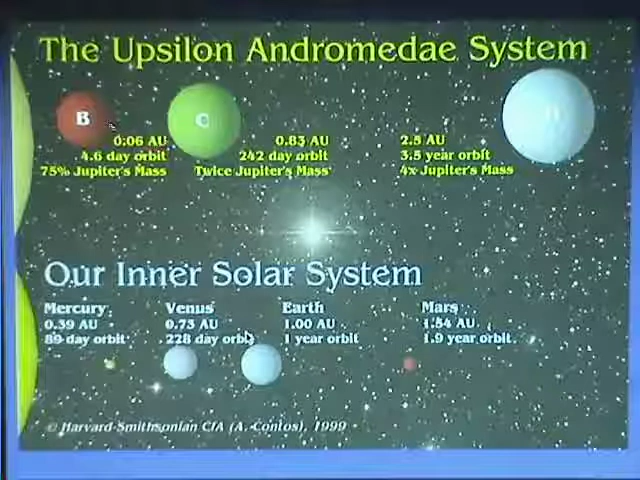 The Upsilon Andromedae System
B
C
0.06 AU
4.6 day orbit
75% Jupiter's Mass
0.83 AU
242 day orbit
Twice Jupiter's Mass
2.5 AU
3.5 year orbit
4x Jupiter's Mass
Our Inner Solar System
Mercury
0.39 AU
89 day orbit
Venus
0.73 AU
228 day orbit
Earth
1.00 AU
1 year orbit
Mars
1.54 AU
1.9 year orbit
© Harvard-Smithsonian CfA (A. Contos), 1999